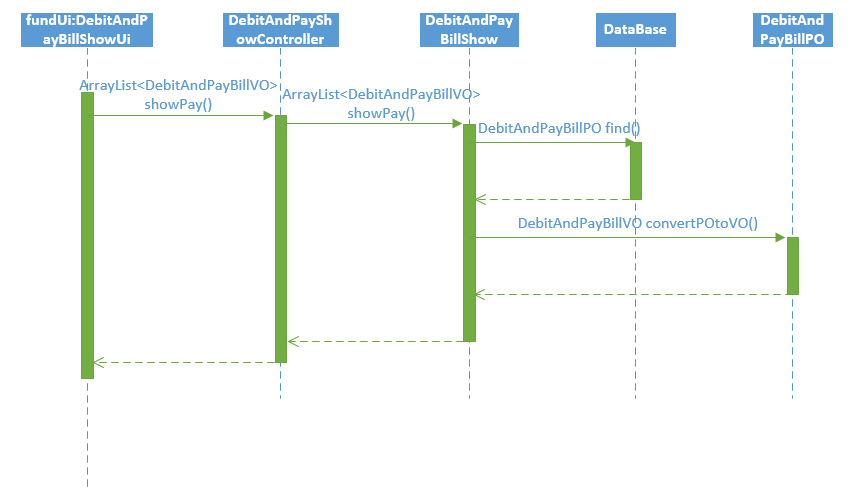 fundUi:DebitAndP
ayBillShowUi
DebitAndPaySh
owController
DebitAndPay
BillShow
DataBase
DebitAnd
PayBillPO
ArrayList<DebitAndPayBillVO>
showPay()
ArrayList<DebitAndPayBillVO>
showPay()
DebitAndPayBillPO find()
DebitAndPayBillVO convertPOtoVO()